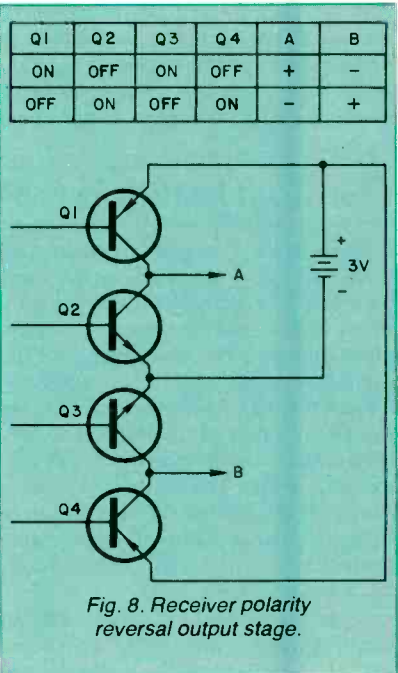 Q1 Q2 Q3 Q4 A B
ON OFF ON OFF + -
OFF ON OFF ON - +
Q1
A
+
3V
-
Q2
Q3
B
Q4
Fig. 8. Receiver polarity
reversal output stage.